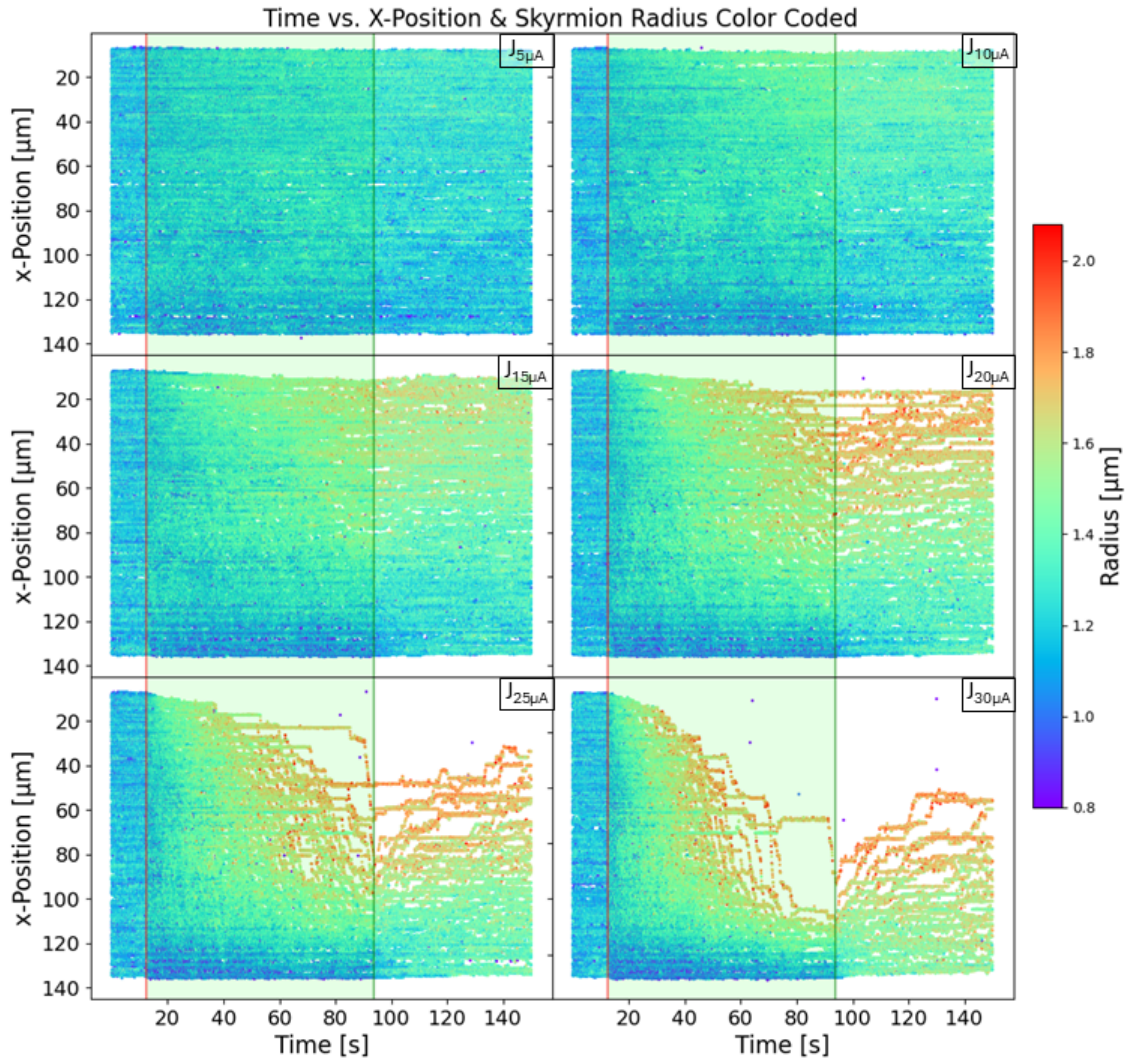 Time vs. X-Position & Skyrmion Radius Color Coded
J5μA
J10μA
x-Position [μm]
20
40
60
80
100
120
140
J15μA
J20μA
x-Position [μm]
20
40
60
80
100
120
140
J25μA
J30μA
x-Position [μm]
20
40
60
80
100
120
140
20 40 60 80 100 120 140
20 40 60 80 100 120 140
Time [s]
Time [s]
2.0
1.8
1.6
1.4
1.2
1.0
0.8
Radius [μm]